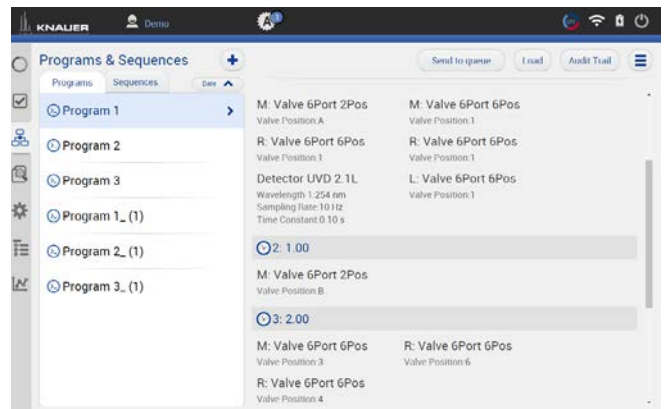 KNAUER
Demo
A
Programs & Sequences
+
Send to queue
Load
Audit Trail
Programs
Sequences
Date
Program 1
Program 2
Program 3
Program 1_ (1)
Program 2_ (1)
Program 3_ (1)
M: Valve 6Port 2Pos
Valve Position:A
M: Valve 6Port 6Pos
Valve Position:1
R: Valve 6Port 6Pos
Valve Position:1
R: Valve 6Port 6Pos
Valve Position:1
Detector UVD 2.1L
Wavelength 1:254 nm
Sampling Rate:10 Hz
Time Constant:0.10 s
L: Valve 6Port 6Pos
Valve Position:1
2: 1.00
M: Valve 6Port 2Pos
Valve Position:B
3: 2.00
M: Valve 6Port 6Pos
Valve Position:3
R: Valve 6Port 6Pos
Valve Position:6
R: Valve 6Port 6Pos
Valve Position:4